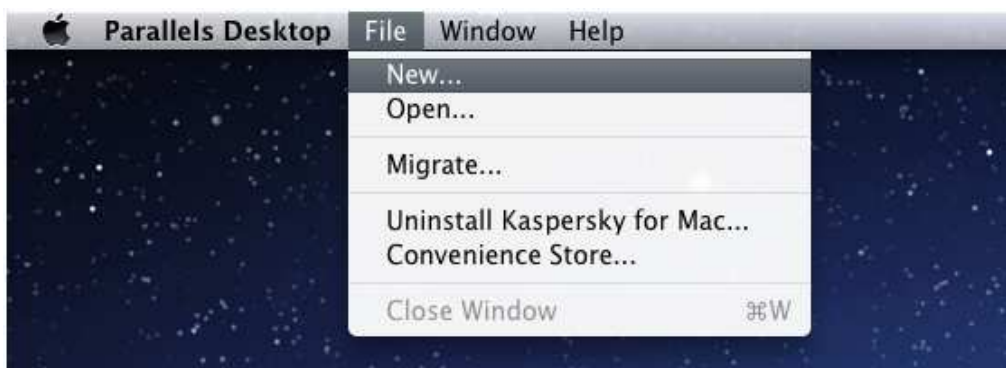 Parallels Desktop File Window Help
New...
Open...
Migrate...
Uninstall Kaspersky for Mac...
Convenience Store...
Close Window ⌘W